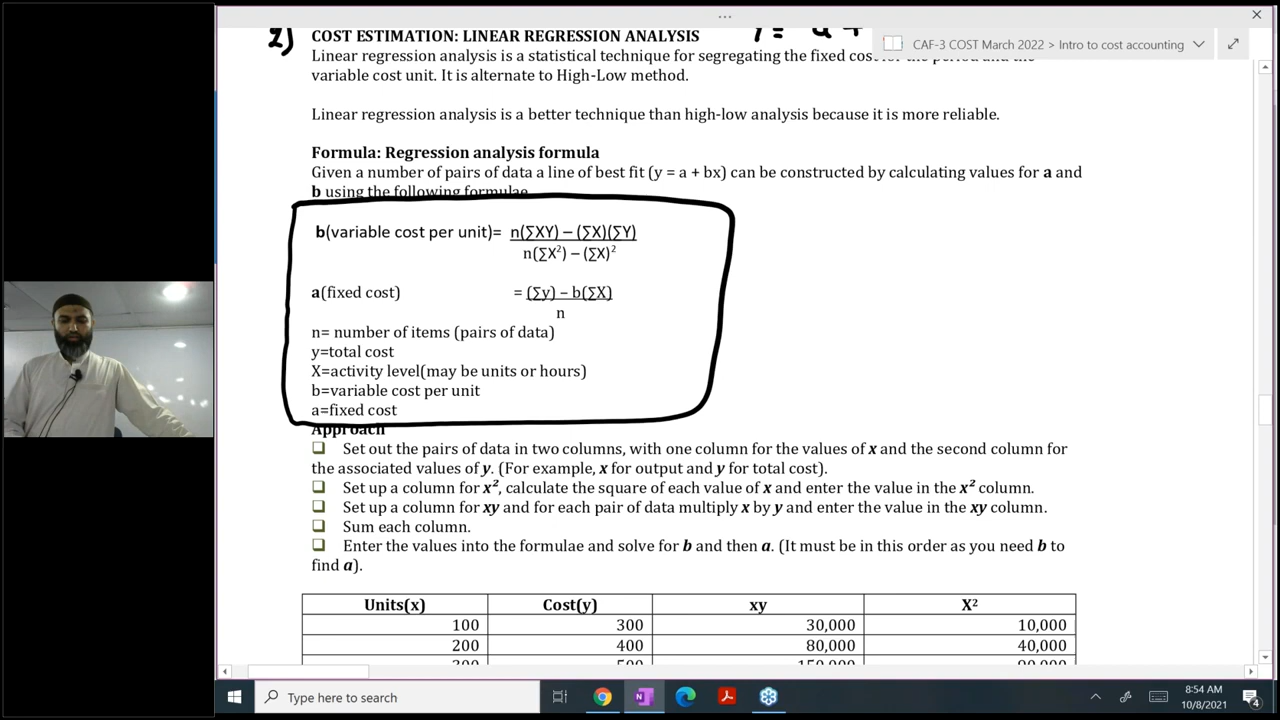 2) COST ESTIMATION: LINEAR REGRESSION ANALYSIS
CAF-3 COST March 2022 > Intro to cost accounting
Linear regression analysis is a statistical technique for segregating the fixed cost for the period and the
variable cost unit. It is alternate to High-Low method.
Linear regression analysis is a better technique than high-low analysis because it is more reliable.
Formula: Regression analysis formula
Given a number of pairs of data a line of best fit (y = a + bx) can be constructed by calculating values for a and
b using the following formulae
b(variable cost per unit)= n(∑XY) – (∑X)(∑Y)
n(∑X²) – (∑X)²
a(fixed cost) = (∑y) – b(∑X)
n
n= number of items (pairs of data)
y=total cost
X=activity level(may be units or hours)
b=variable cost per unit
a=fixed cost
Approach
❑ Set out the pairs of data in two columns, with one column for the values of x and the second column for
the associated values of y. (For example, x for output and y for total cost).
❑ Set up a column for x², calculate the square of each value of x and enter the value in the x² column.
❑ Set up a column for xy and for each pair of data multiply x by y and enter the value in the xy column.
❑ Sum each column.
❑ Enter the values into the formulae and solve for b and then a. (It must be in this order as you need b to
find a).
Units(x) Cost(y) xy X²
100 300 30,000 10,000
200 400 80,000 40,000
300 500 150,000 90,000
Type here to search
8:54 AM
10/8/2021
4